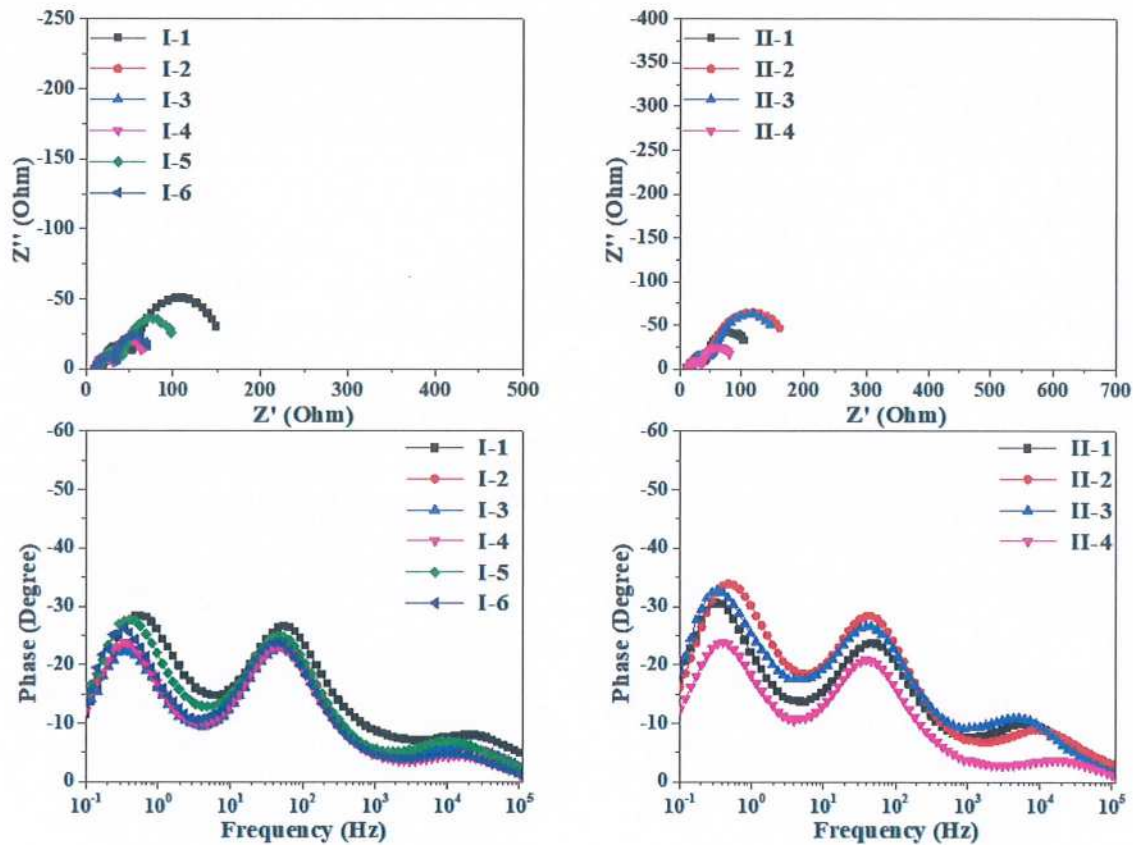 -250
-200
-150
-100
-50
0
Z'' (Ohm)
I-1
I-2
I-3
I-4
I-5
I-6
0 100 200 300 400 500
Z' (Ohm)
-400
-350
-300
-250
-200
-150
-100
-50
0
Z'' (Ohm)
II-1
II-2
II-3
II-4
0 100 200 300 400 500 600 700
Z' (Ohm)
-60
-50
-40
-30
-20
-10
0
Phase (Degree)
I-1
I-2
I-3
I-4
I-5
I-6
10⁻¹ 10⁰ 10¹ 10² 10³ 10⁴ 10⁵
Frequency (Hz)
-60
-50
-40
-30
-20
-10
0
Phase (Degree)
II-1
II-2
II-3
II-4
10⁻¹ 10⁰ 10¹ 10² 10³ 10⁴ 10⁵
Frequency (Hz)